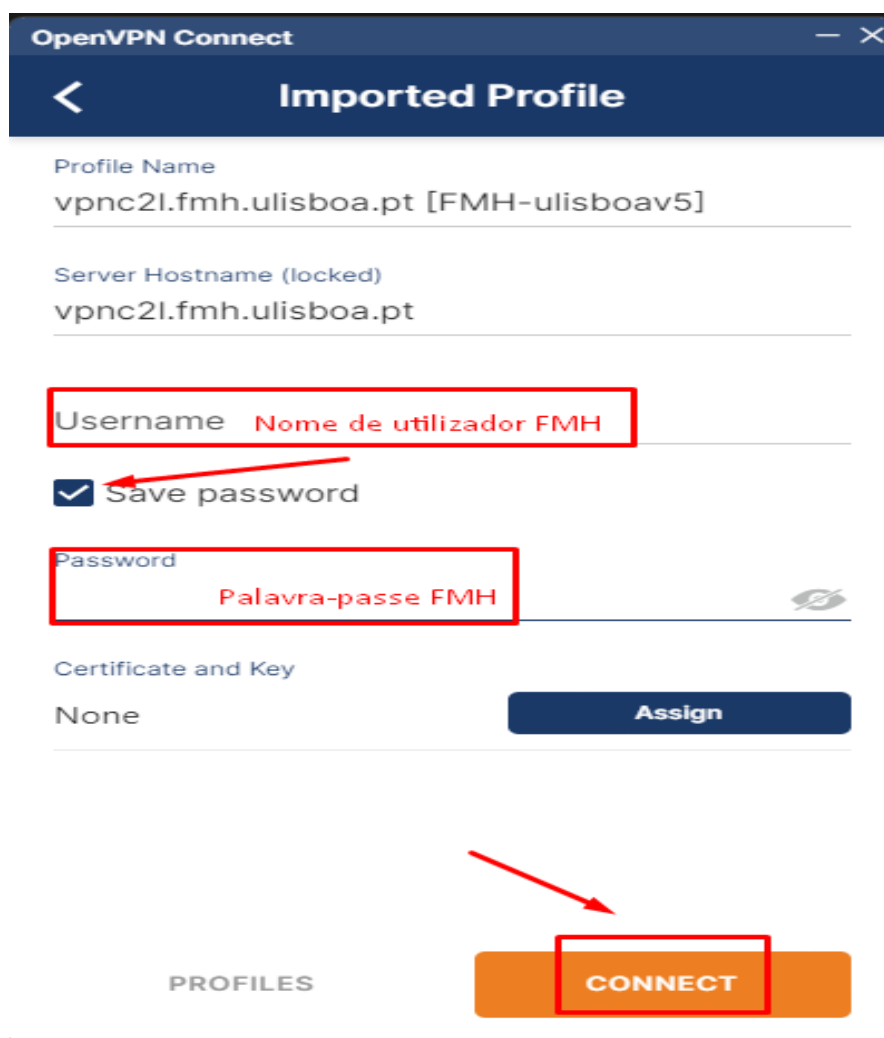 OpenVPN Connect
Imported Profile
Profile Name
vpnc2l.fmh.ulisboa.pt [FMH-ulisboav5]
Server Hostname (locked)
vpnc2l.fmh.ulisboa.pt
Username Nome de utilizador FMH
Save password
Password
Palavra-passe FMH
Certificate and Key
None Assign
PROFILES CONNECT